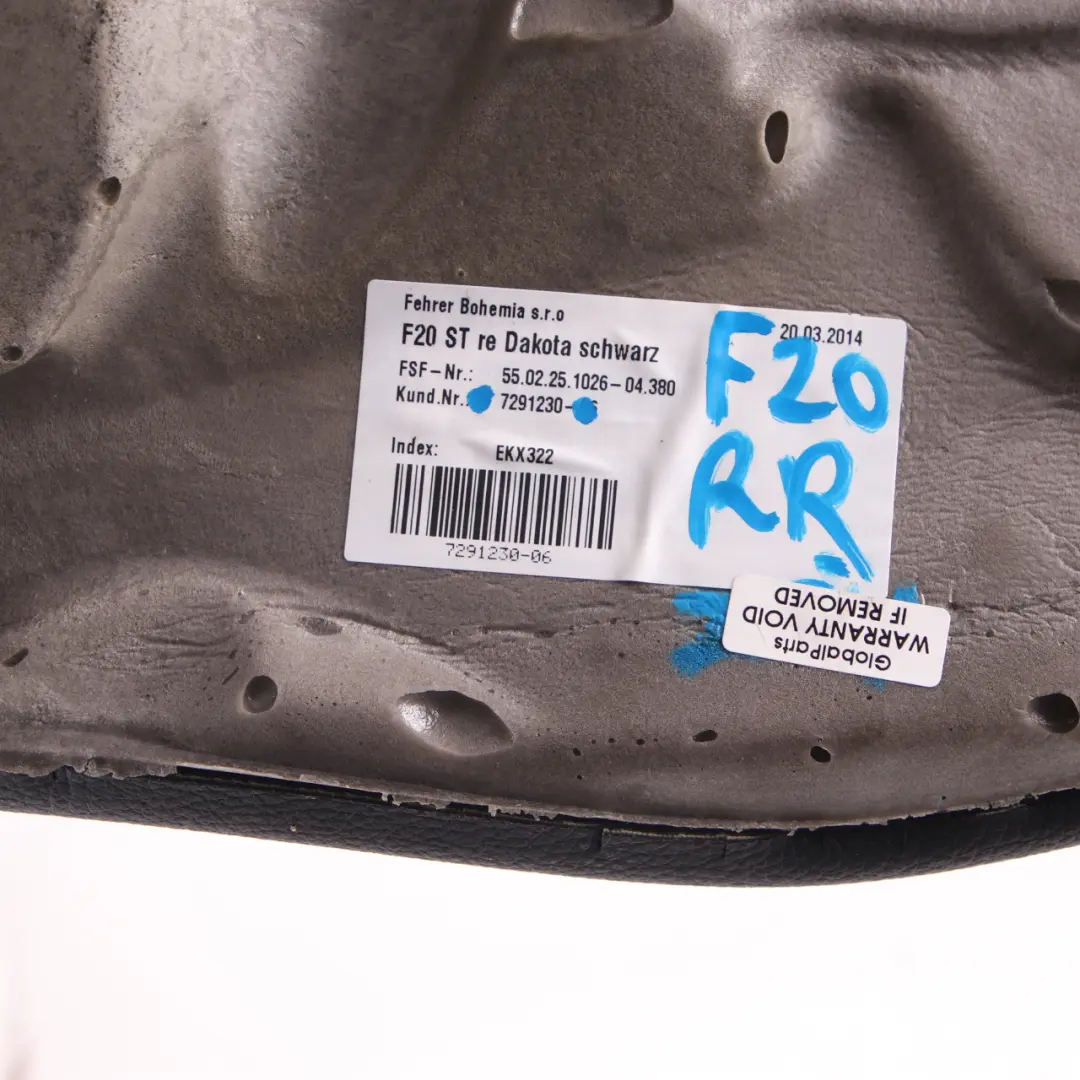 Fehrer Bohemia s.r.o
20.03.2014
F20 ST re Dakota schwarz
FSF-Nr.: 55.02.25.1026-04.380
Kund.Nr.: 7291230-
Index: EKX322
7291230-06
F20
RR
GlobalParts
WARRANTY VOID
IF REMOVED